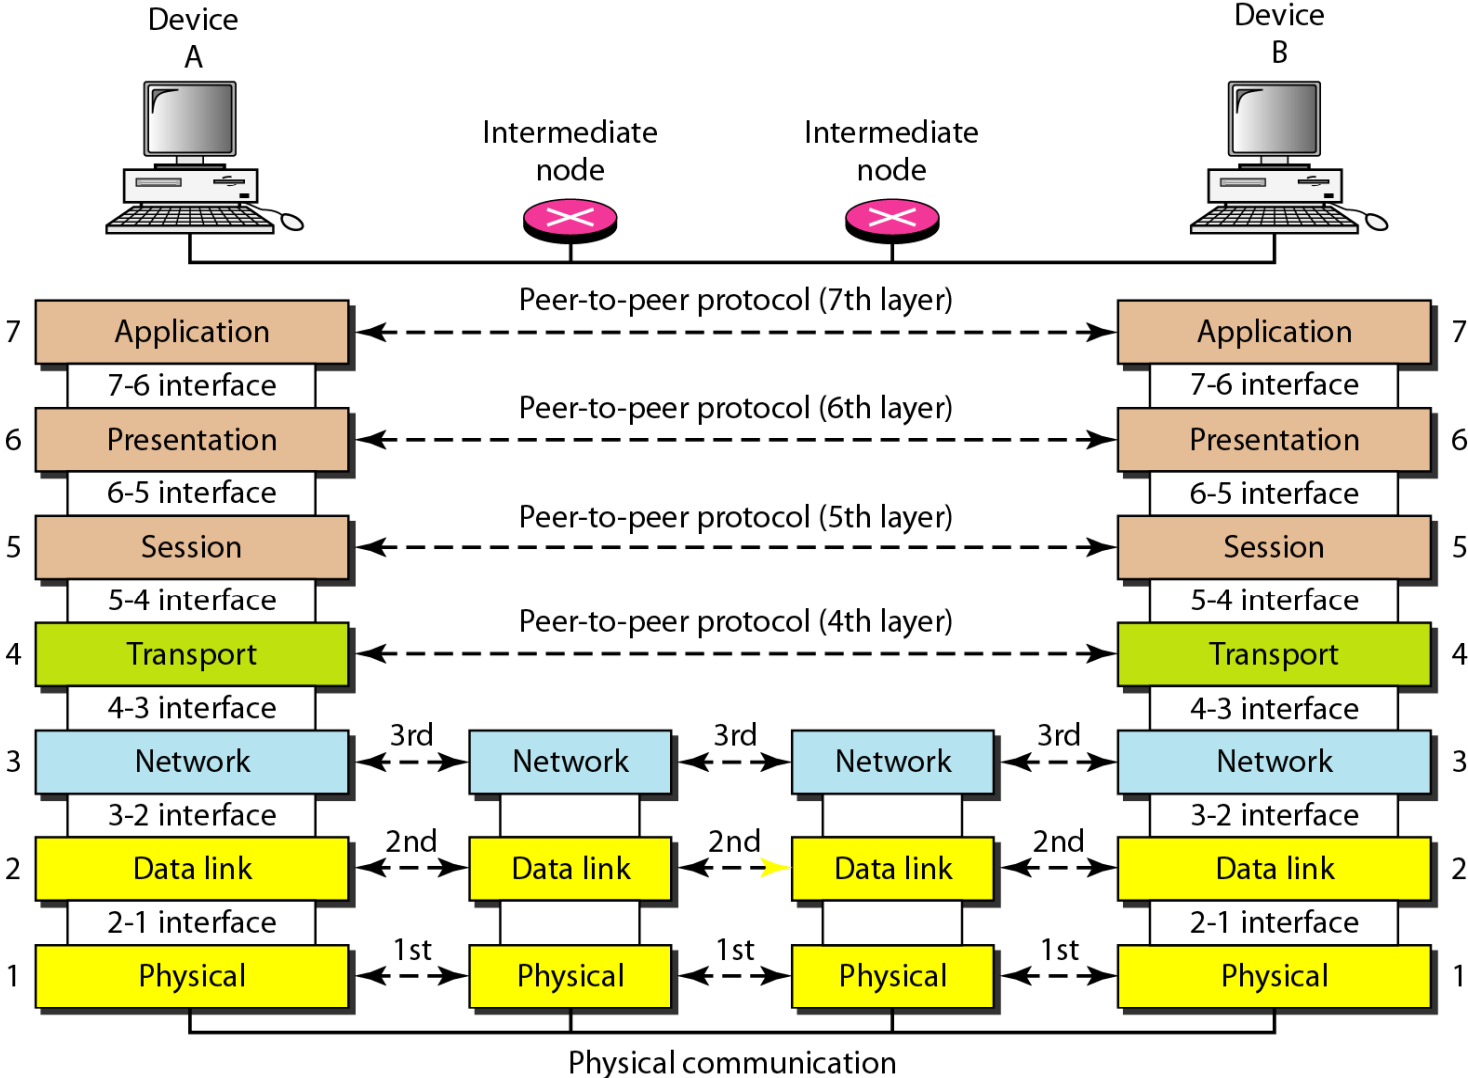 Device
A
Device
B
Intermediate
node
Intermediate
node
Peer-to-peer protocol (7th layer)
7 Application Application 7
7-6 interface 7-6 interface
Peer-to-peer protocol (6th layer)
6 Presentation Presentation 6
6-5 interface 6-5 interface
Peer-to-peer protocol (5th layer)
5 Session Session 5
5-4 interface 5-4 interface
Peer-to-peer protocol (4th layer)
4 Transport Transport 4
4-3 interface 4-3 interface
3rd 3rd 3rd
3 Network Network Network Network 3
3-2 interface 3-2 interface
2nd 2nd 2nd
2 Data link Data link Data link Data link 2
2-1 interface 2-1 interface
1st 1st 1st
1 Physical Physical Physical Physical 1
Physical communication